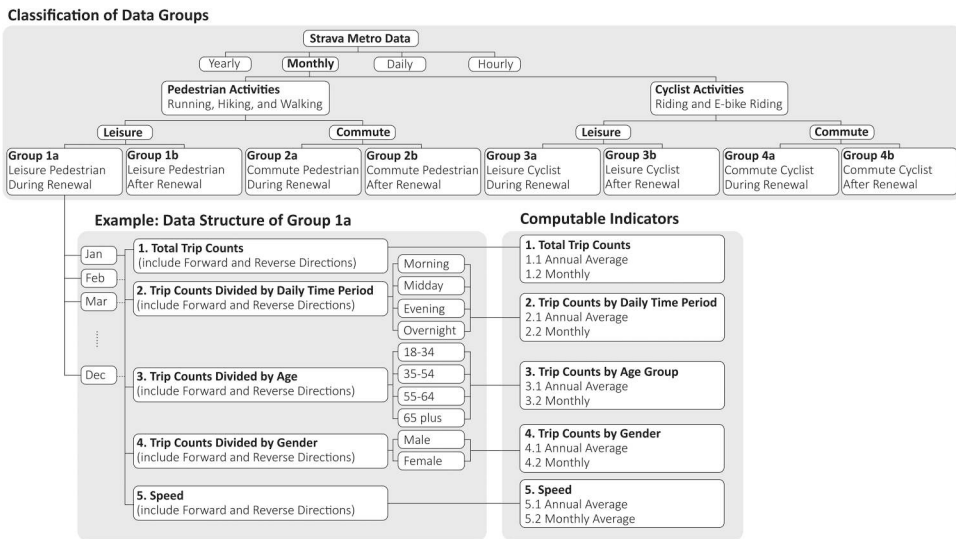 Classification of Data Groups
Strava Metro Data
Yearly
Monthly
Daily
Hourly
Pedestrian Activities
Running, Hiking, and Walking
Cyclist Activities
Riding and E-bike Riding
Leisure
Commute
Leisure
Commute
Group 1a
Leisure Pedestrian
During Renewal
Group 1b
Leisure Pedestrian
After Renewal
Group 2a
Commute Pedestrian
During Renewal
Group 2b
Commute Pedestrian
After Renewal
Group 3a
Leisure Cyclist
During Renewal
Group 3b
Leisure Cyclist
After Renewal
Group 4a
Commute Cyclist
During Renewal
Group 4b
Commute Cyclist
After Renewal
Example: Data Structure of Group 1a
Jan
Feb
Mar
Dec
1. Total Trip Counts
(include Forward and Reverse Directions)
2. Trip Counts Divided by Daily Time Period
(include Forward and Reverse Directions)
Morning
Midday
Evening
Overnight
3. Trip Counts Divided by Age
(include Forward and Reverse Directions)
18-34
35-54
55-64
65 plus
4. Trip Counts Divided by Gender
(include Forward and Reverse Directions)
Male
Female
5. Speed
(include Forward and Reverse Directions)
Computable Indicators
1. Total Trip Counts
1.1 Annual Average
1.2 Monthly
2. Trip Counts by Daily Time Period
2.1 Annual Average
2.2 Monthly
3. Trip Counts by Age Group
3.1 Annual Average
3.2 Monthly
4. Trip Counts by Gender
4.1 Annual Average
4.2 Monthly
5. Speed
5.1 Annual Average
5.2 Monthly Average